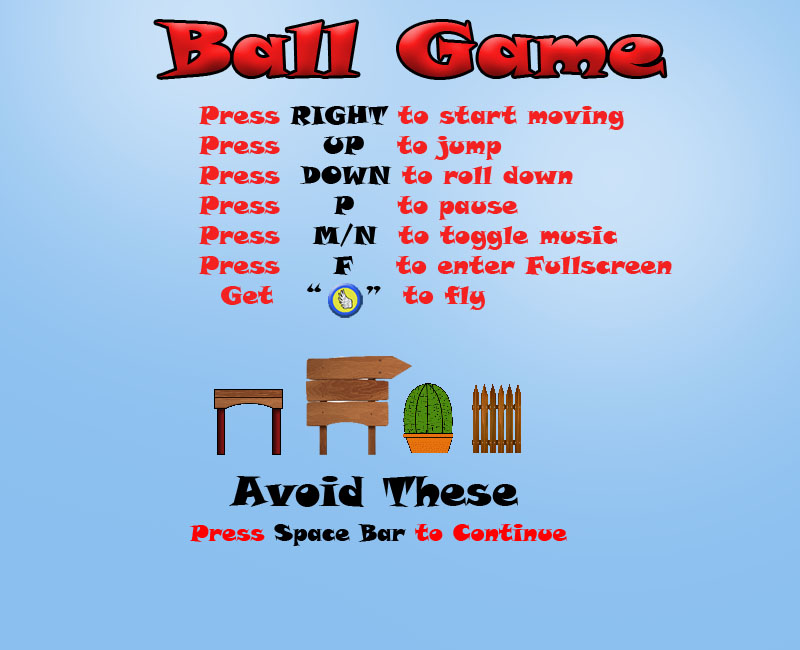 Ball Game
Press RIGHT to start moving
Press UP to jump
Press DOWN to roll down
Press P to pause
Press M/N to toggle music
Press F to enter Fullscreen
Get “ ” to fly
Avoid These
Press Space Bar to Continue